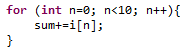 for (int n=0; n<10; n++){
    sum+=i[n];
}